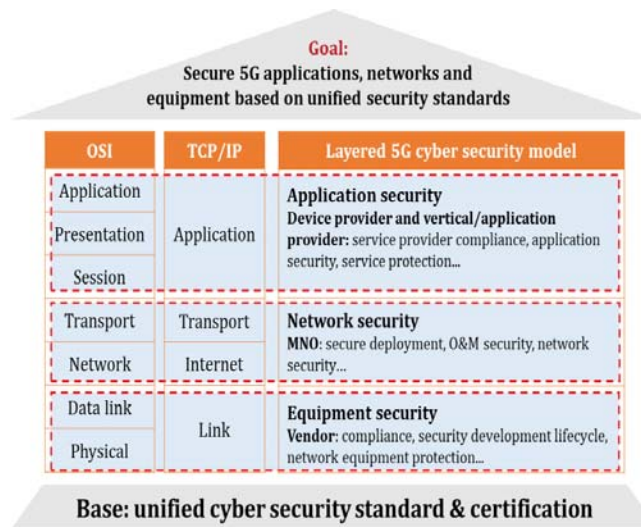 Goal:
Secure 5G applications, networks and
equipment based on unified security standards
OSI
TCP/IP
Layered 5G cyber security model
Application
Presentation
Session
Application
Application security
Device provider and vertical/application
provider: service provider compliance, application
security, service protection...
Transport
Network
Transport
Internet
Network security
MNO: secure deployment, O&M security, network
security...
Data link
Physical
Link
Equipment security
Vendor: compliance, security development lifecycle,
network equipment protection...
Base: unified cyber security standard & certification